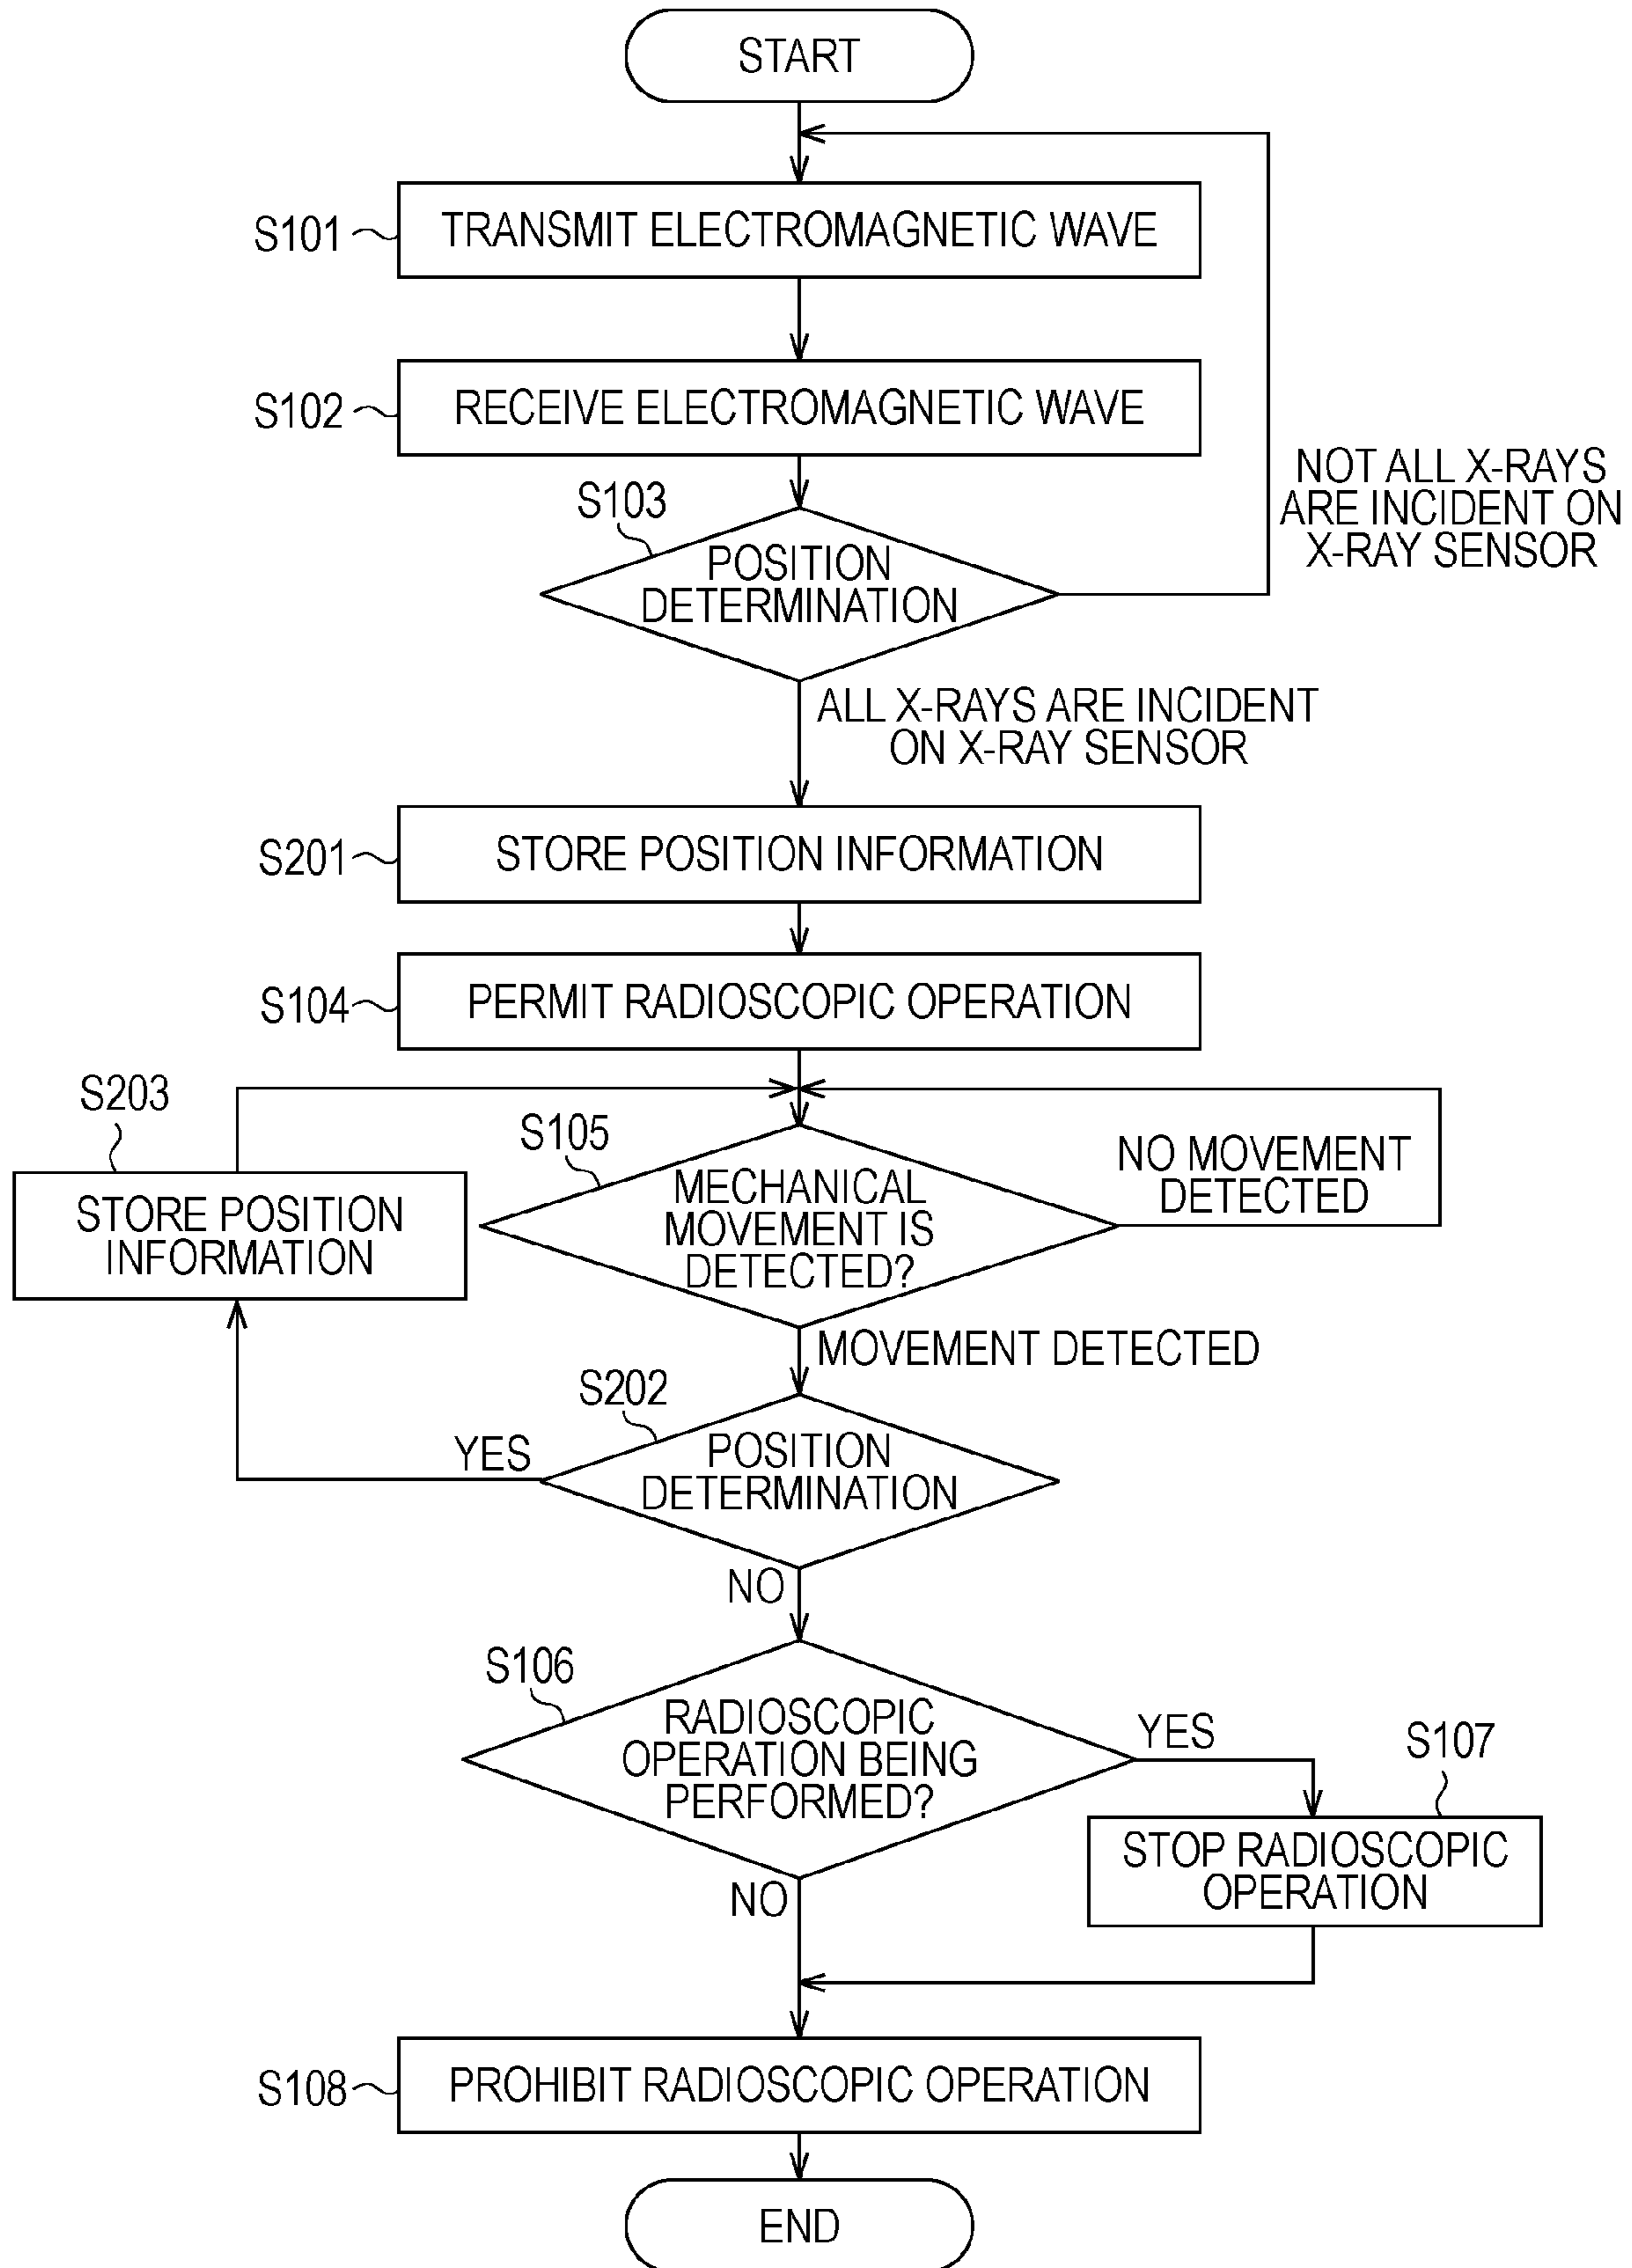 START
S101
TRANSMIT ELECTROMAGNETIC WAVE
S102
RECEIVE ELECTROMAGNETIC WAVE
NOT ALL X-RAYS
ARE INCIDENT ON
X-RAY SENSOR
S103
POSITION
DETERMINATION
ALL X-RAYS ARE INCIDENT
ON X-RAY SENSOR
S201
STORE POSITION INFORMATION
S104
PERMIT RADIOSCOPIC OPERATION
S203
STORE POSITION
INFORMATION
S105
MECHANICAL
MOVEMENT IS
DETECTED?
NO MOVEMENT
DETECTED
MOVEMENT DETECTED
S202
POSITION
DETERMINATION
YES
NO
S106
RADIOSCOPIC
OPERATION BEING
PERFORMED?
YES
S107
STOP RADIOSCOPIC
OPERATION
NO
S108
PROHIBIT RADIOSCOPIC OPERATION
END